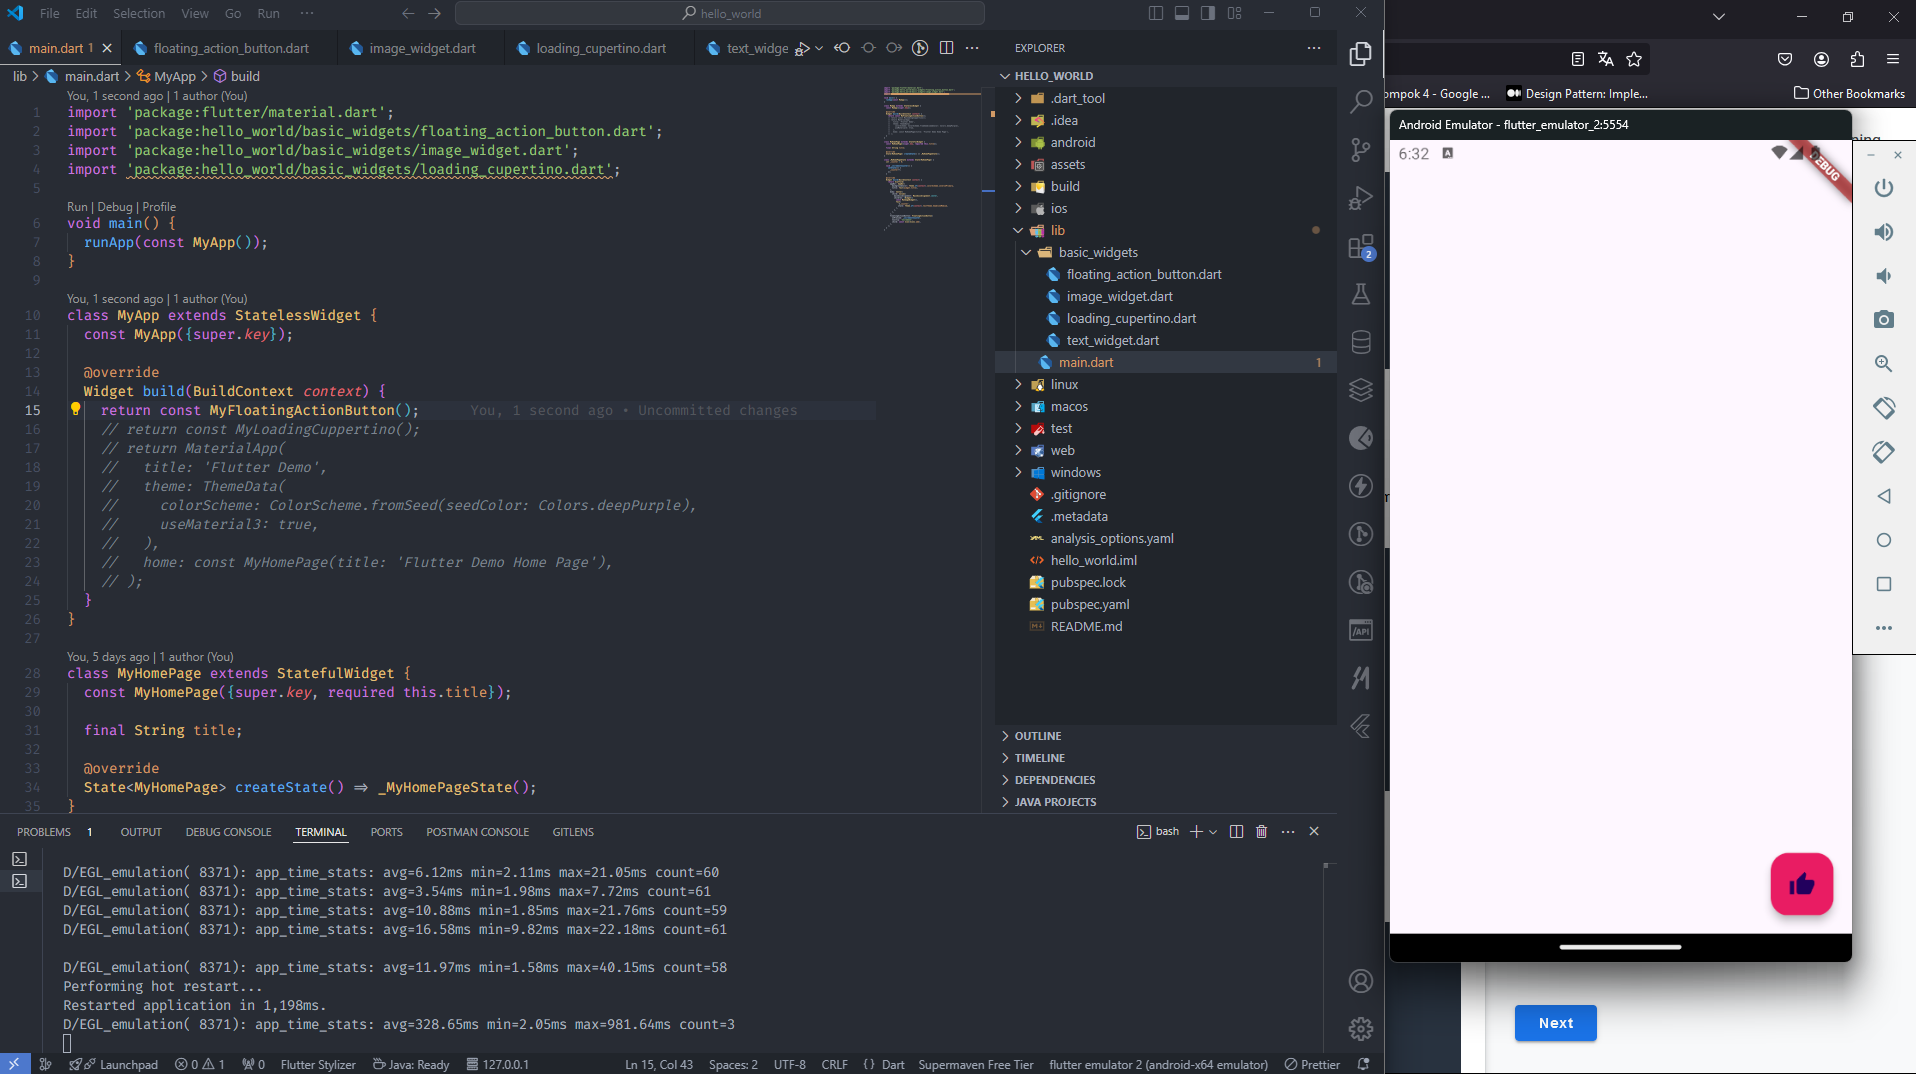 File Edit Selection View Go Run ··· hello_world
main.dart 1 floating_action_button.dart image_widget.dart loading_cupertino.dart text_widge
lib > main.dart > MyApp > build
You, 1 second ago | 1 author (You)
1 import 'package:flutter/material.dart';
2 import 'package:hello_world/basic_widgets/floating_action_button.dart';
3 import 'package:hello_world/basic_widgets/image_widget.dart';
4 import 'package:hello_world/basic_widgets/loading_cupertino.dart';
5
Run | Debug | Profile
6 void main() {
7 runApp(const MyApp());
8 }
9
You, 1 second ago | 1 author (You)
10 class MyApp extends StatelessWidget {
11 const MyApp({super.key});
12
13 @override
14 Widget build(BuildContext context) {
15 return const MyFloatingActionButton(); You, 1 second ago • Uncommitted changes
16 // return const MyLoadingCuppertino();
17 // return MaterialApp(
18 // title: 'Flutter Demo',
19 // theme: ThemeData(
20 // colorScheme: ColorScheme.fromSeed(seedColor: Colors.deepPurple),
21 // useMaterial3: true,
22 // ),
23 // home: const MyHomePage(title: 'Flutter Demo Home Page'),
24 // );
25 }
26 }
27
You, 5 days ago | 1 author (You)
28 class MyHomePage extends StatefulWidget {
29 const MyHomePage({super.key, required this.title});
30
31 final String title;
32
33 @override
34 State<MyHomePage> createState() => _MyHomePageState();
35 }
EXPLORER
HELLO_WORLD
.dart_tool
.idea
android
assets
build
ios
lib
basic_widgets
floating_action_button.dart
image_widget.dart
loading_cupertino.dart
text_widget.dart
main.dart 1
linux
macos
test
web
windows
.gitignore
.metadata
analysis_options.yaml
hello_world.iml
pubspec.lock
pubspec.yaml
README.md
OUTLINE
TIMELINE
DEPENDENCIES
JAVA PROJECTS
2
/API
PROBLEMS 1 OUTPUT DEBUG CONSOLE TERMINAL PORTS POSTMAN CONSOLE GITLENS bash
D/EGL_emulation( 8371): app_time_stats: avg=6.12ms min=2.11ms max=21.05ms count=60
D/EGL_emulation( 8371): app_time_stats: avg=3.54ms min=1.98ms max=7.72ms count=61
D/EGL_emulation( 8371): app_time_stats: avg=10.88ms min=1.85ms max=21.76ms count=59
D/EGL_emulation( 8371): app_time_stats: avg=16.58ms min=9.82ms max=22.18ms count=61
D/EGL_emulation( 8371): app_time_stats: avg=11.97ms min=1.58ms max=40.15ms count=58
Performing hot restart...
Restarted application in 1,198ms.
D/EGL_emulation( 8371): app_time_stats: avg=328.65ms min=2.05ms max=981.64ms count=3
Launchpad 0 1 0 Flutter Stylizer Java: Ready 127.0.0.1 Ln 15, Col 43 Spaces: 2 UTF-8 CRLF { } Dart Supermaven Free Tier flutter emulator 2 (android-x64 emulator) Prettier
ompok 4 - Google ... Design Pattern: Imple... Other Bookmarks
Android Emulator - flutter_emulator_2:5554
6:32
DEBUG
Next